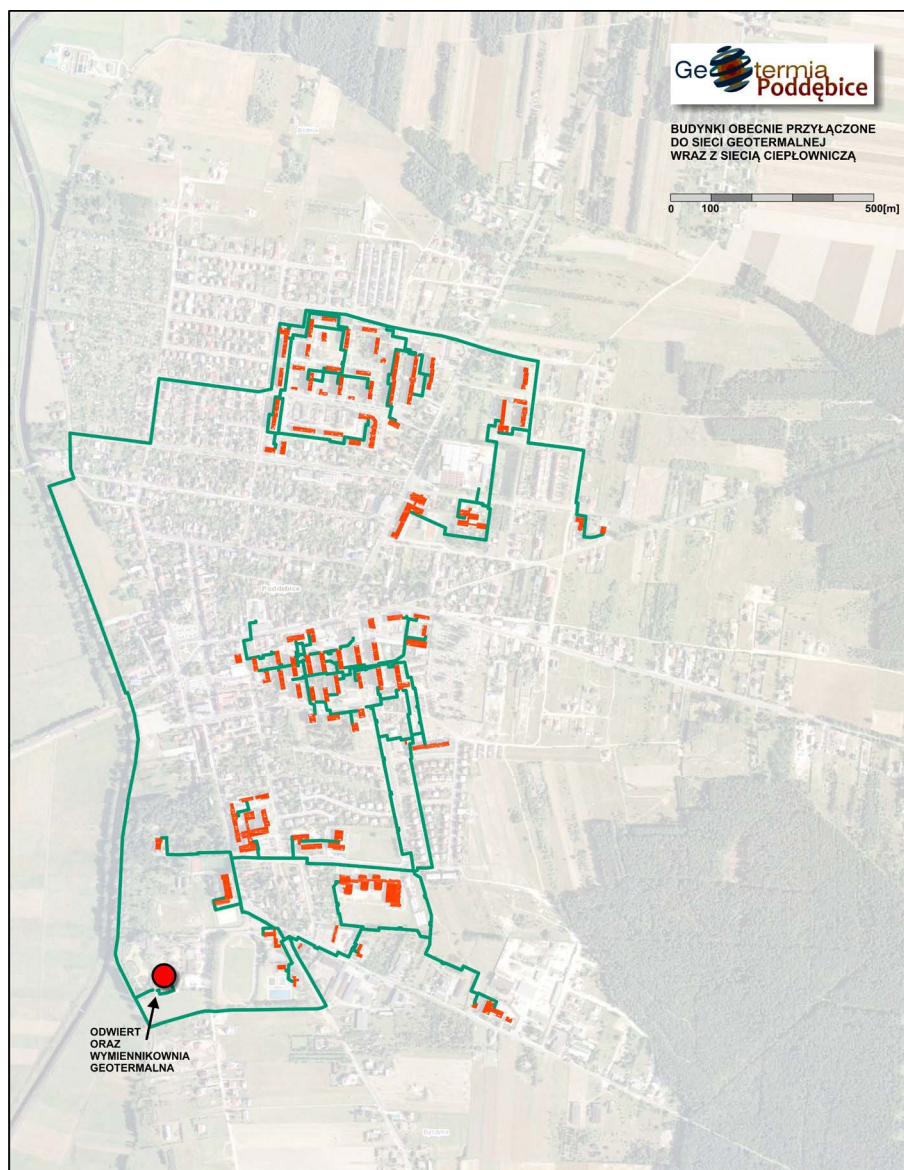 Geotermia
Poddębice
BUDYNKI OBECNIE PRZYŁĄCZONE
DO SIECI GEOTERMALNEJ
WRAZ Z SIECIĄ CIEPŁOWNICZĄ
0 100 500[m]
Poddębice
ODWIERT
ORAZ
WYMIENNIKOWNIA
GEOTERMALNA